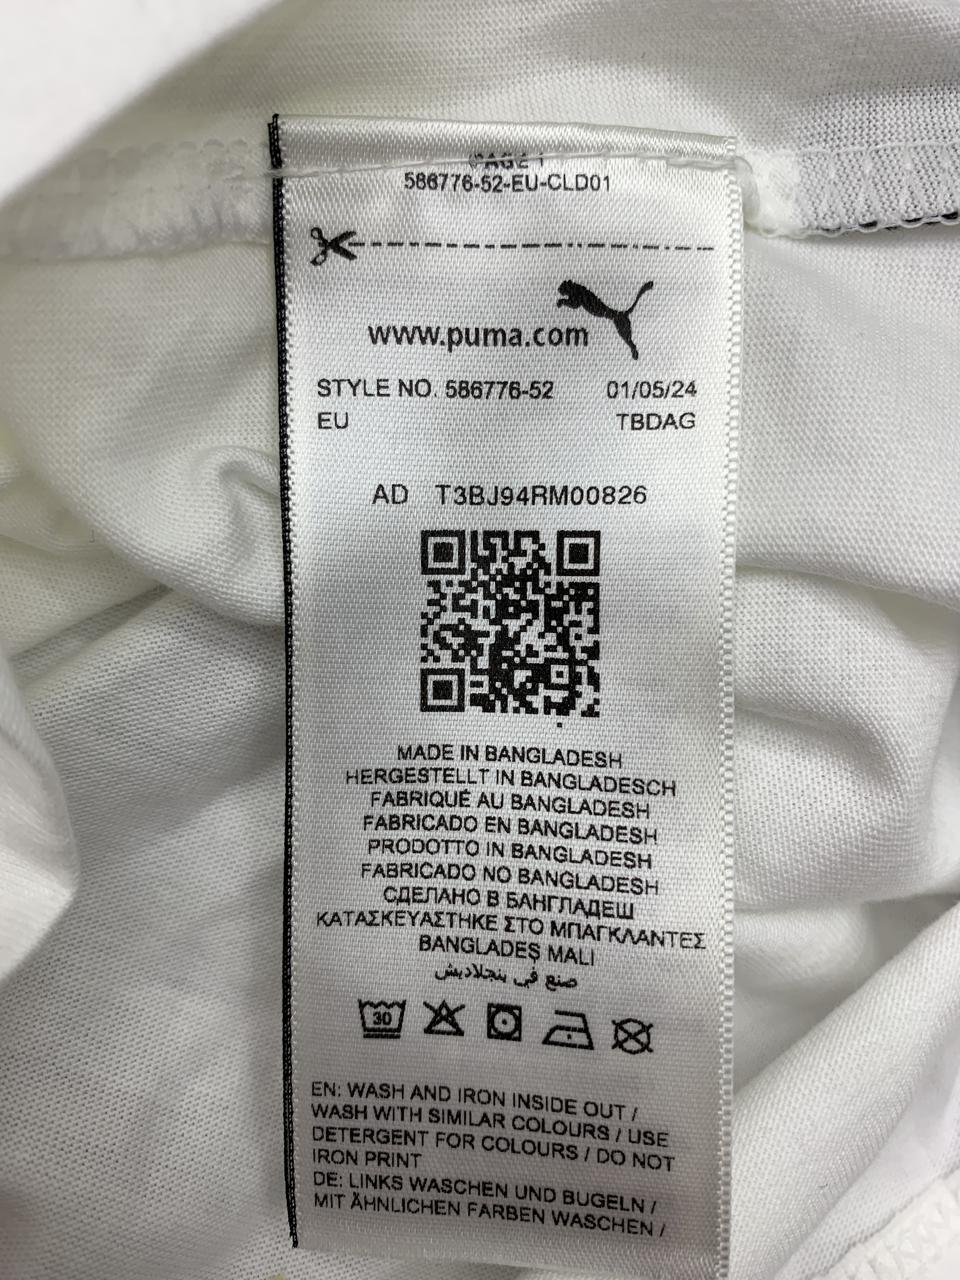 PAGE 1
586776-52-EU-CLD01
www.puma.com
STYLE NO. 586776-52 01/05/24
EU TBDAG
AD T3BJ94RM00826
MADE IN BANGLADESH
HERGESTELLT IN BANGLADESCH
FABRIQUÉ AU BANGLADESH
FABRICADO EN BANGLADESH
PRODOTTO IN BANGLADESH
FABRICADO NO BANGLADESH
СДЕЛАНО В БАНГЛАДЕШ
ΚΑΤΑΣΚΕΥΑΣΤΗΚΕ ΣΤΟ ΜΠΑΓΚΛΑΝΤΕΣ
BANGLADEŞ MALI
صنع في بنجلاديش
30
EN: WASH AND IRON INSIDE OUT /
WASH WITH SIMILAR COLOURS / USE
DETERGENT FOR COLOURS / DO NOT
IRON PRINT
DE: LINKS WASCHEN UND BUGELN /
MIT ÄHNLICHEN FARBEN WASCHEN /